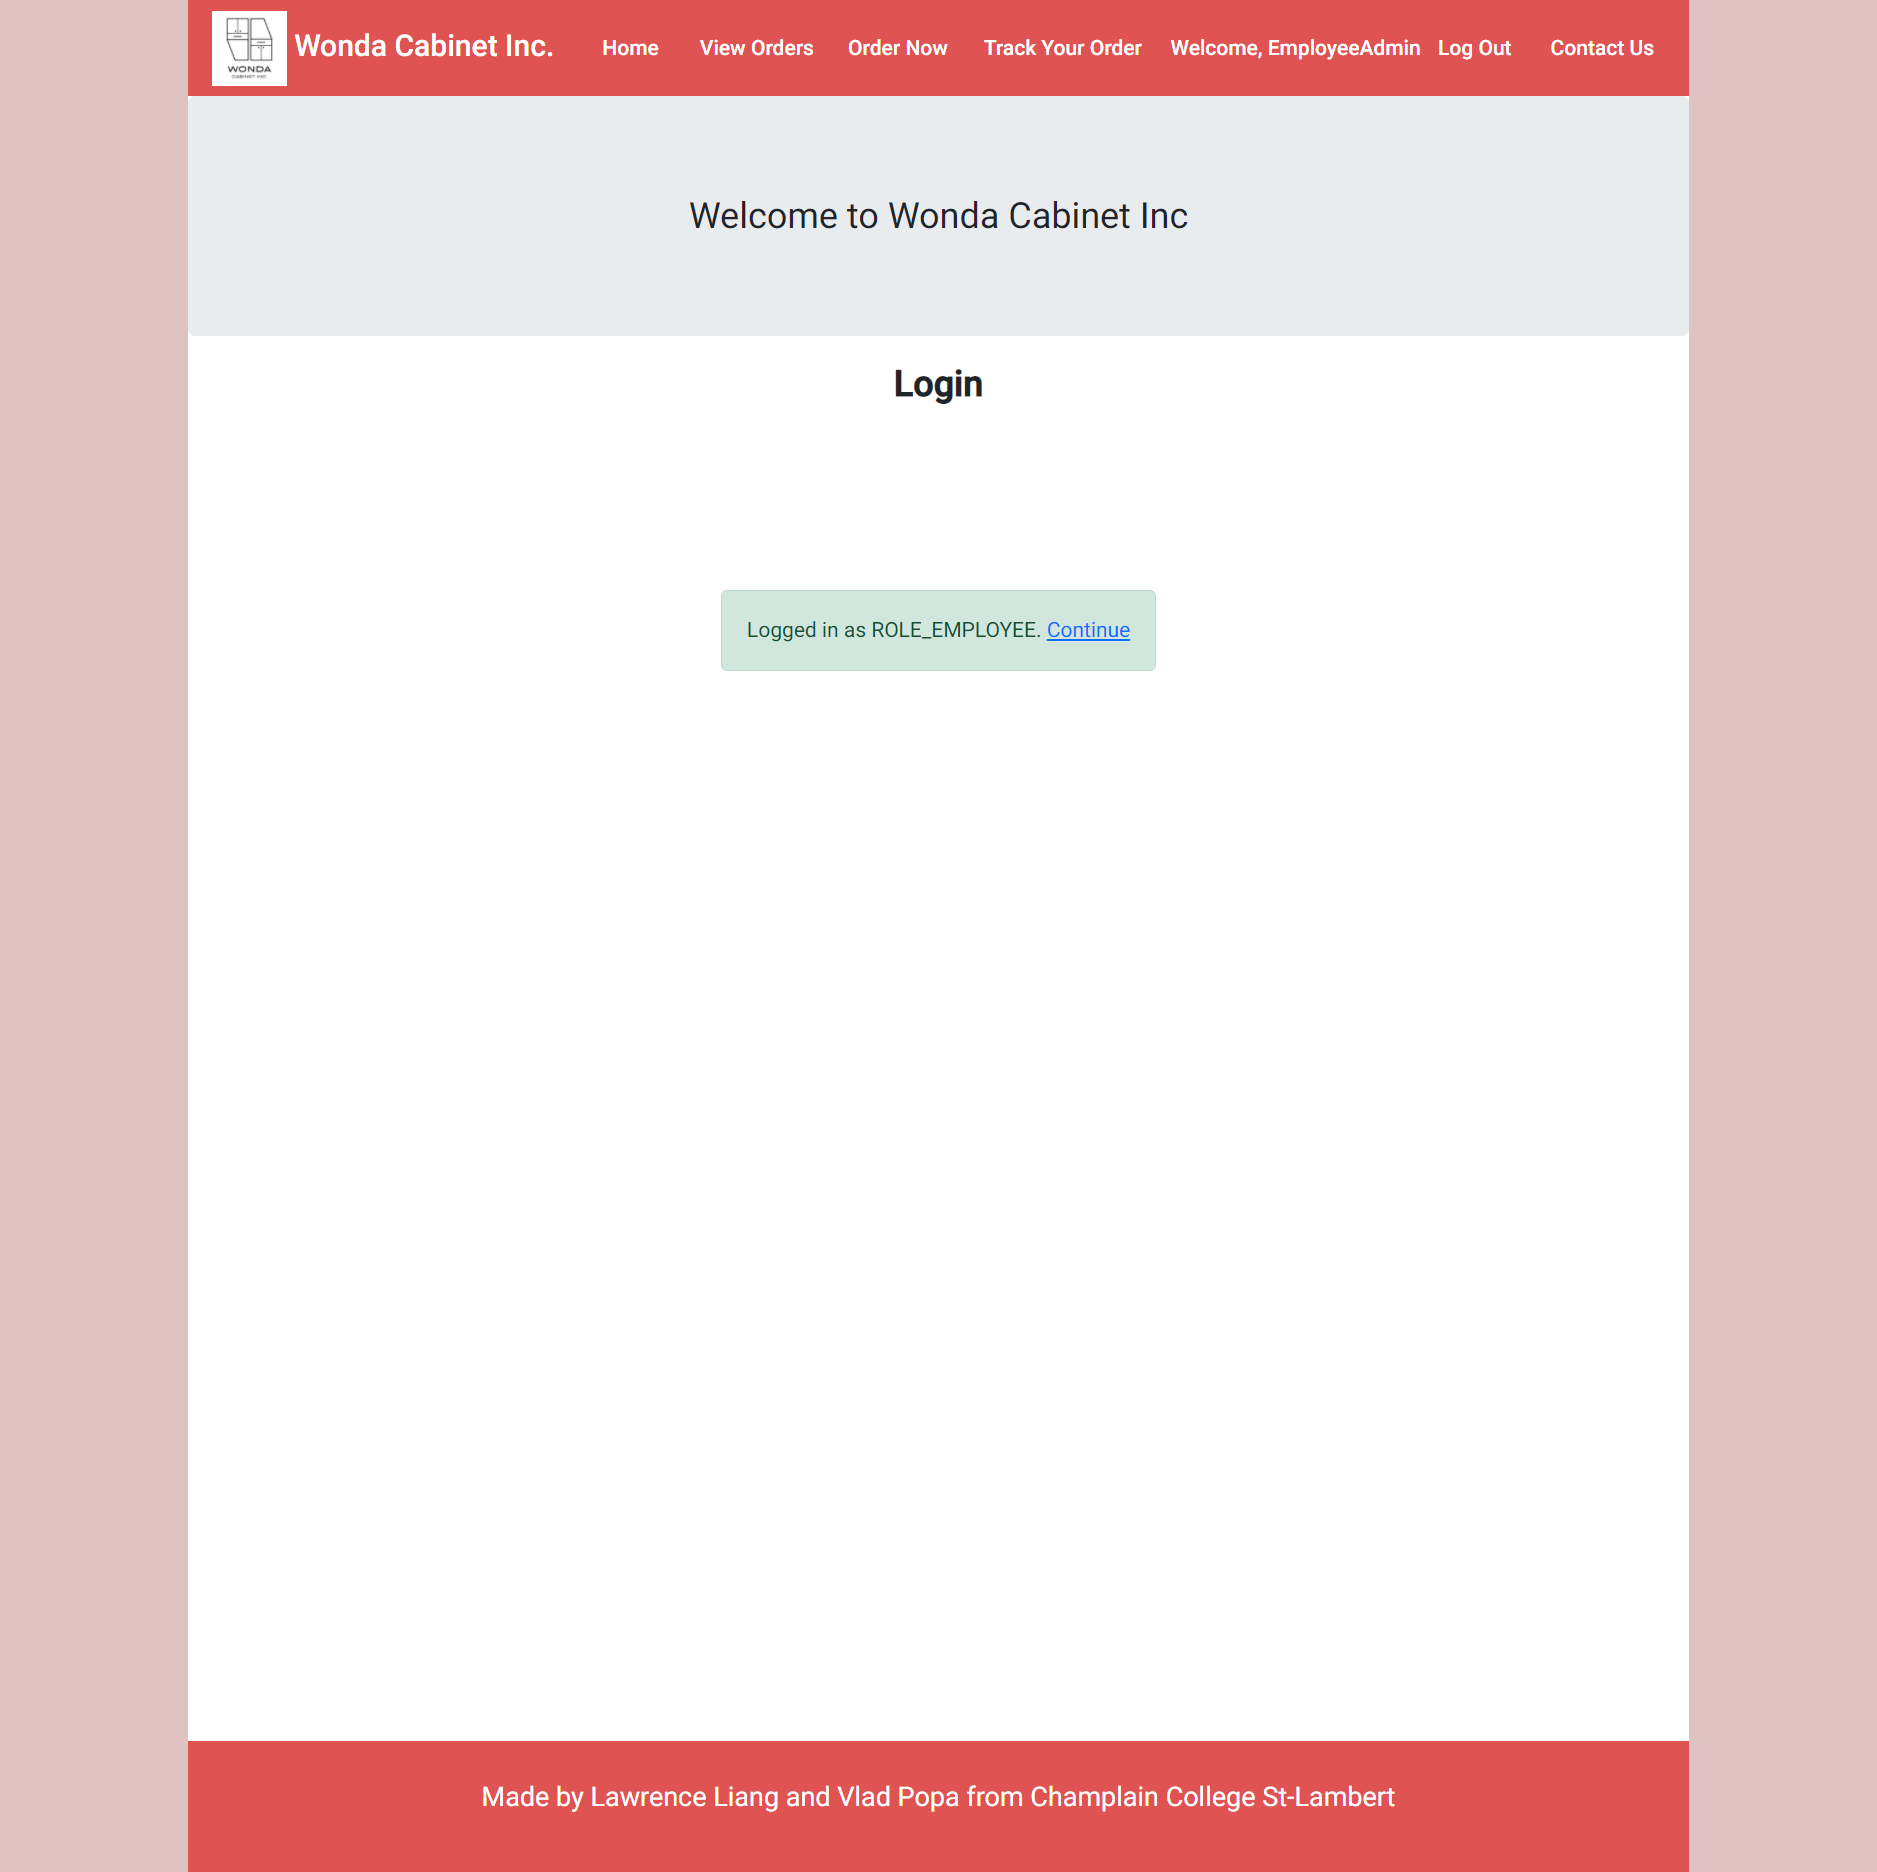 WONDA
CABINET INC
Wonda Cabinet Inc.
Home
View Orders
Order Now
Track Your Order
Welcome, EmployeeAdmin
Log Out
Contact Us
Welcome to Wonda Cabinet Inc
Login
Logged in as ROLE_EMPLOYEE. Continue
Made by Lawrence Liang and Vlad Popa from Champlain College St-Lambert